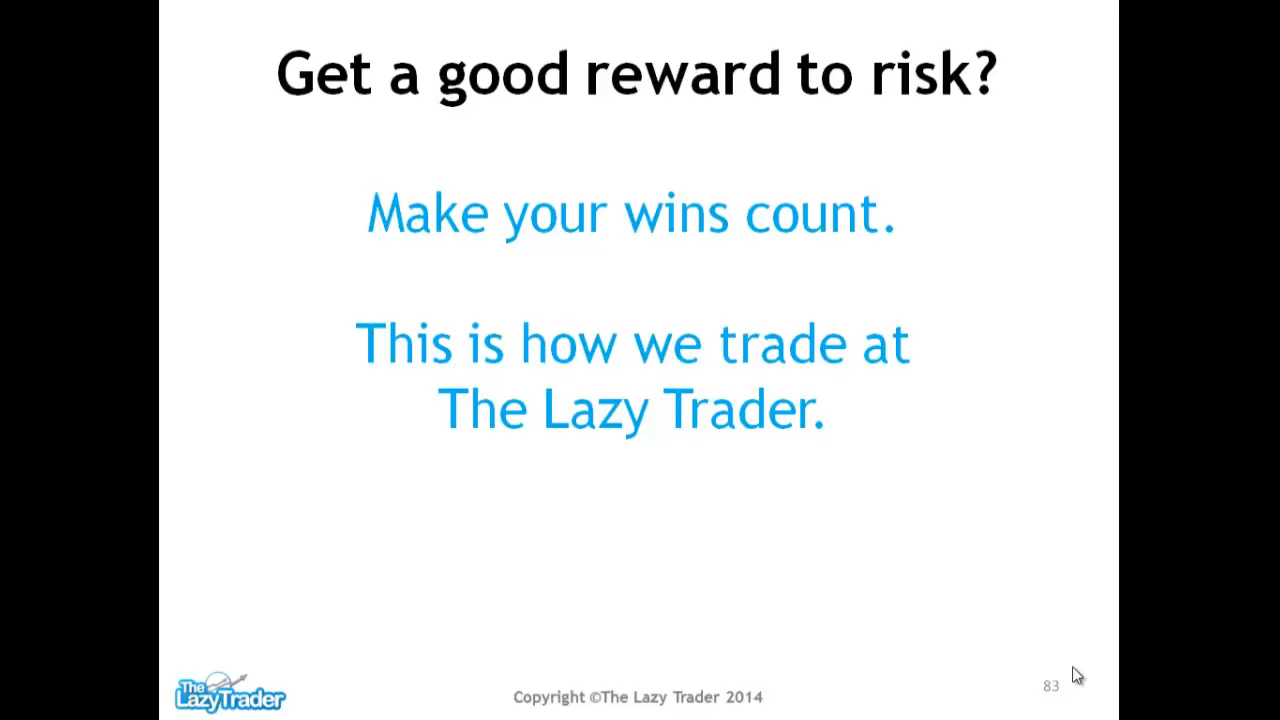 Get a good reward to risk?
Make your wins count.
This is how we trade at
The Lazy Trader.
The
LazyTrader
Copyright ©The Lazy Trader 2014
83